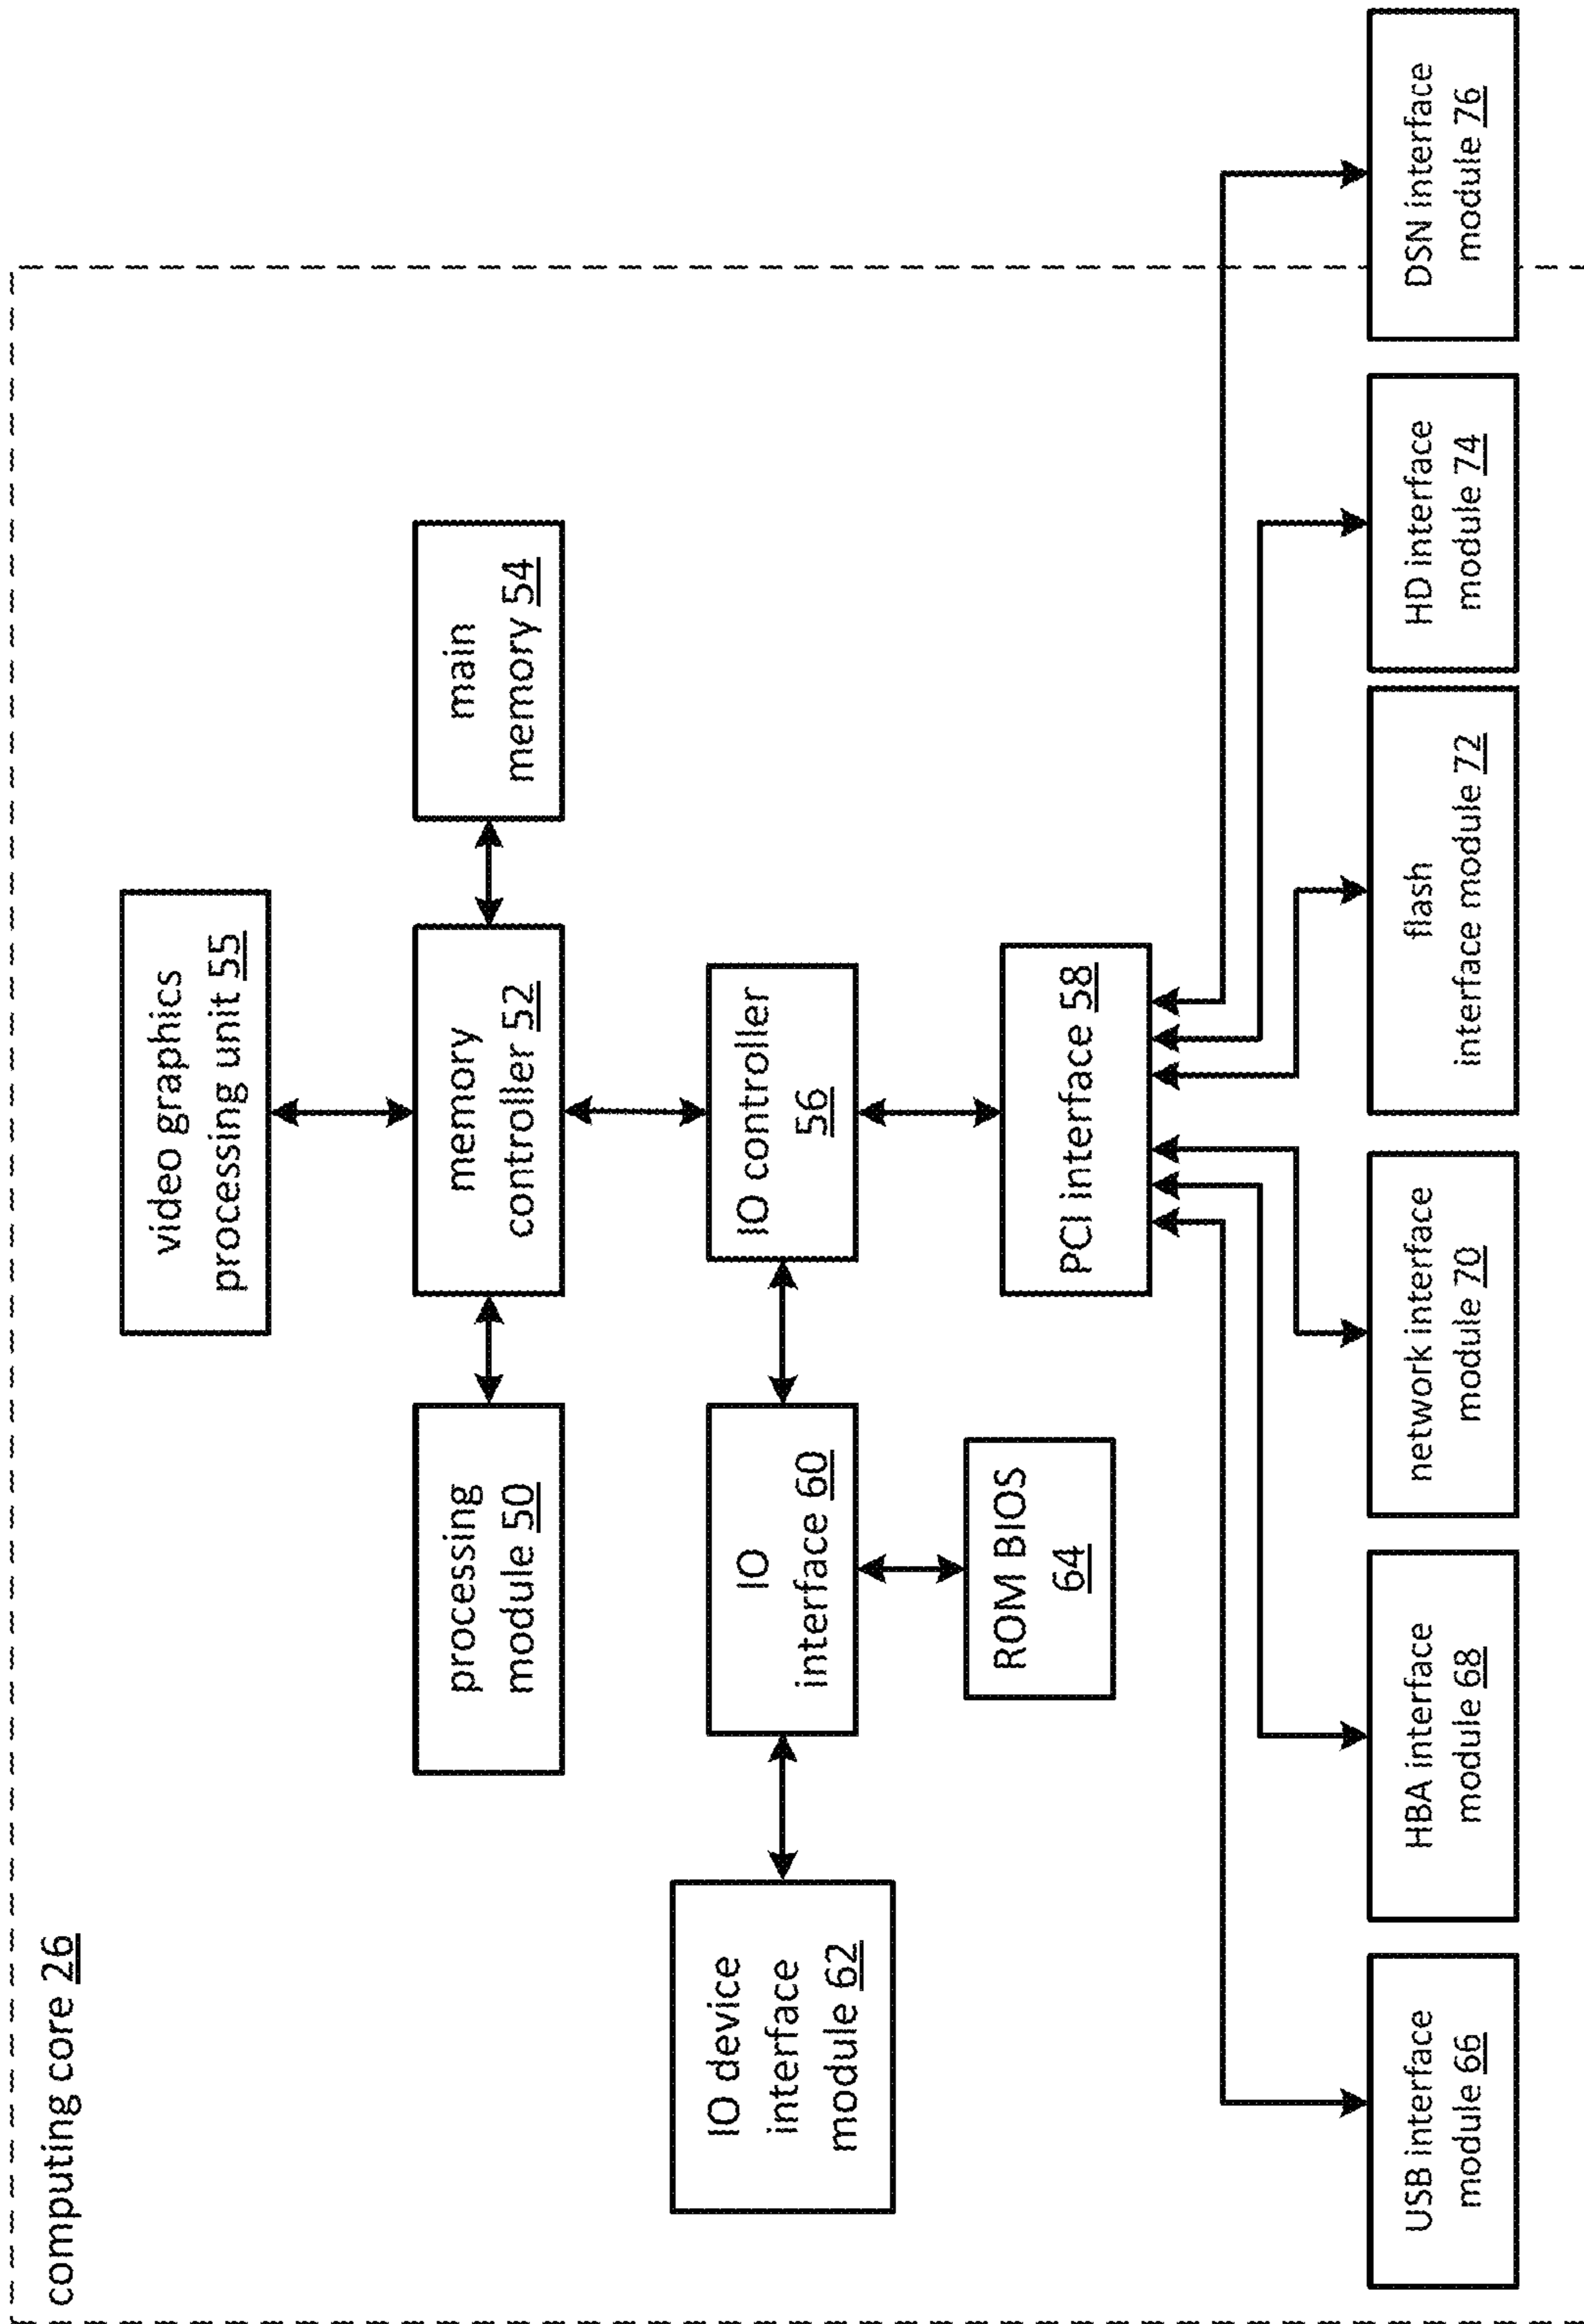 computing core 26
video graphics
processing unit 55
processing
module 50
memory
controller 52
main
memory 54
IO device
interface
module 62
IO
interface 60
IO controller
56
ROM BIOS
64
PCI interface 58
USB interface
module 66
HBA interface
module 68
network interface
module 70
flash
interface module 72
HD interface
module 74
DSN interface
module 76